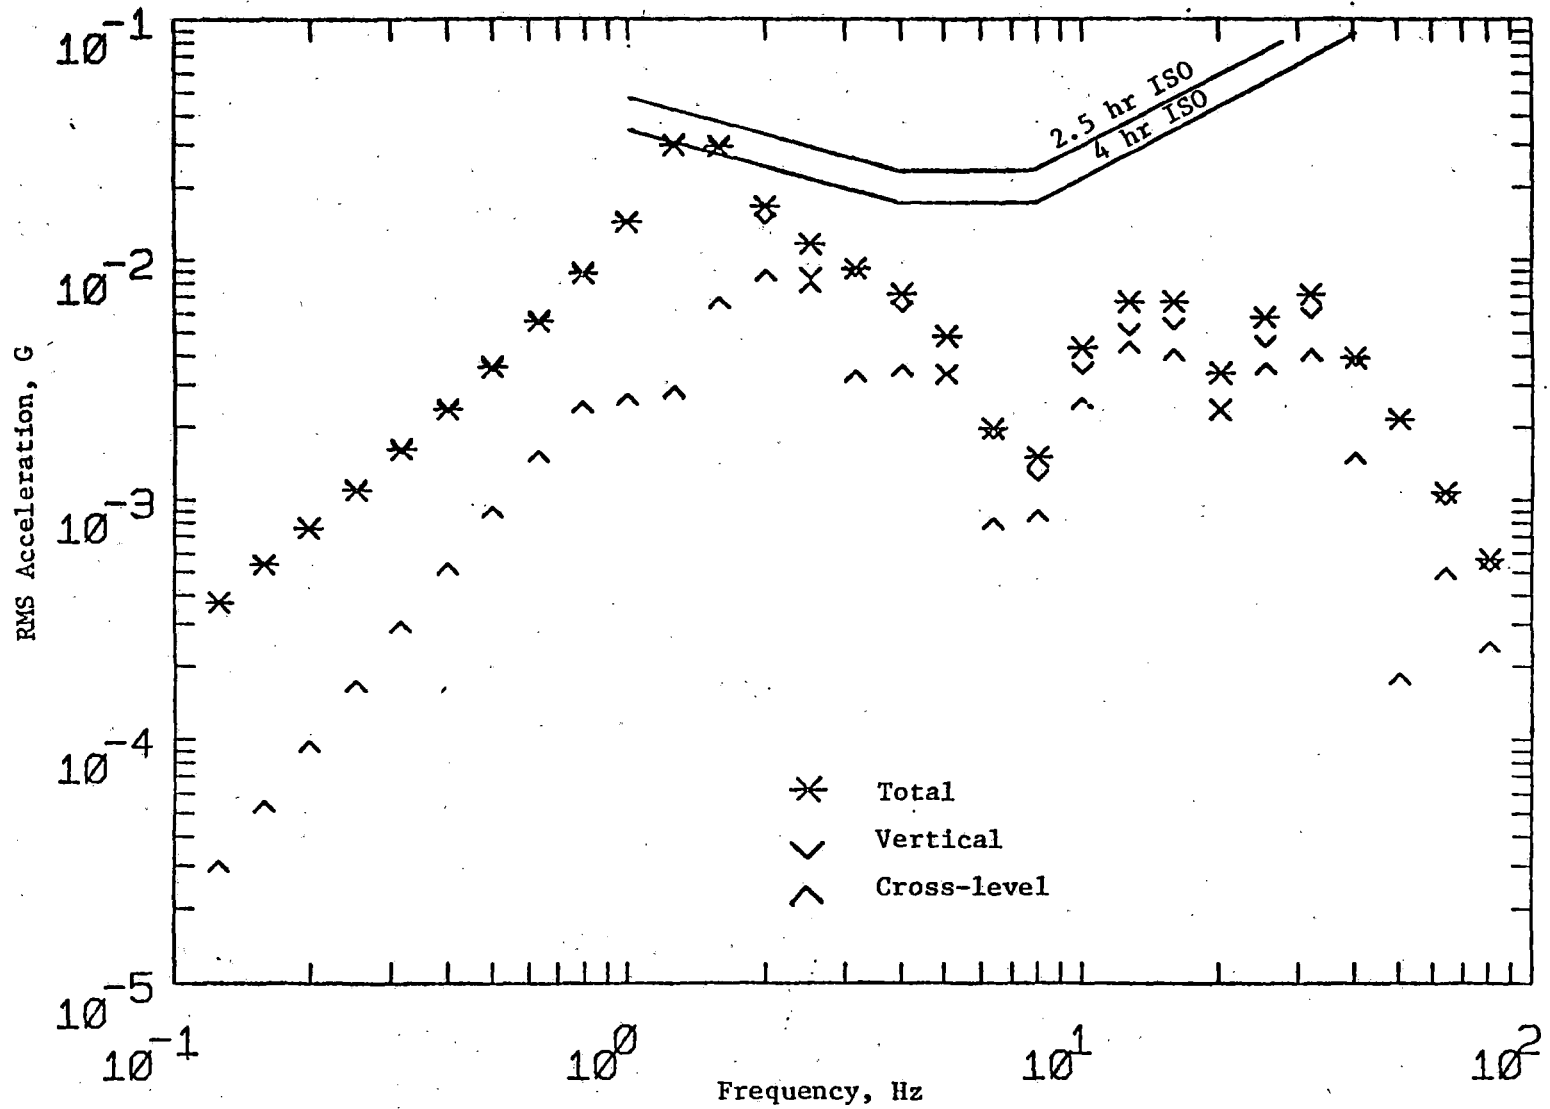 10^-1
10^-2
10^-3
10^-4
10^-5
RMS Acceleration, G
2.5 hr ISO
4 hr ISO
Total
Vertical
Cross-level
10^-1
10^0
10^1
10^2
Frequency, Hz